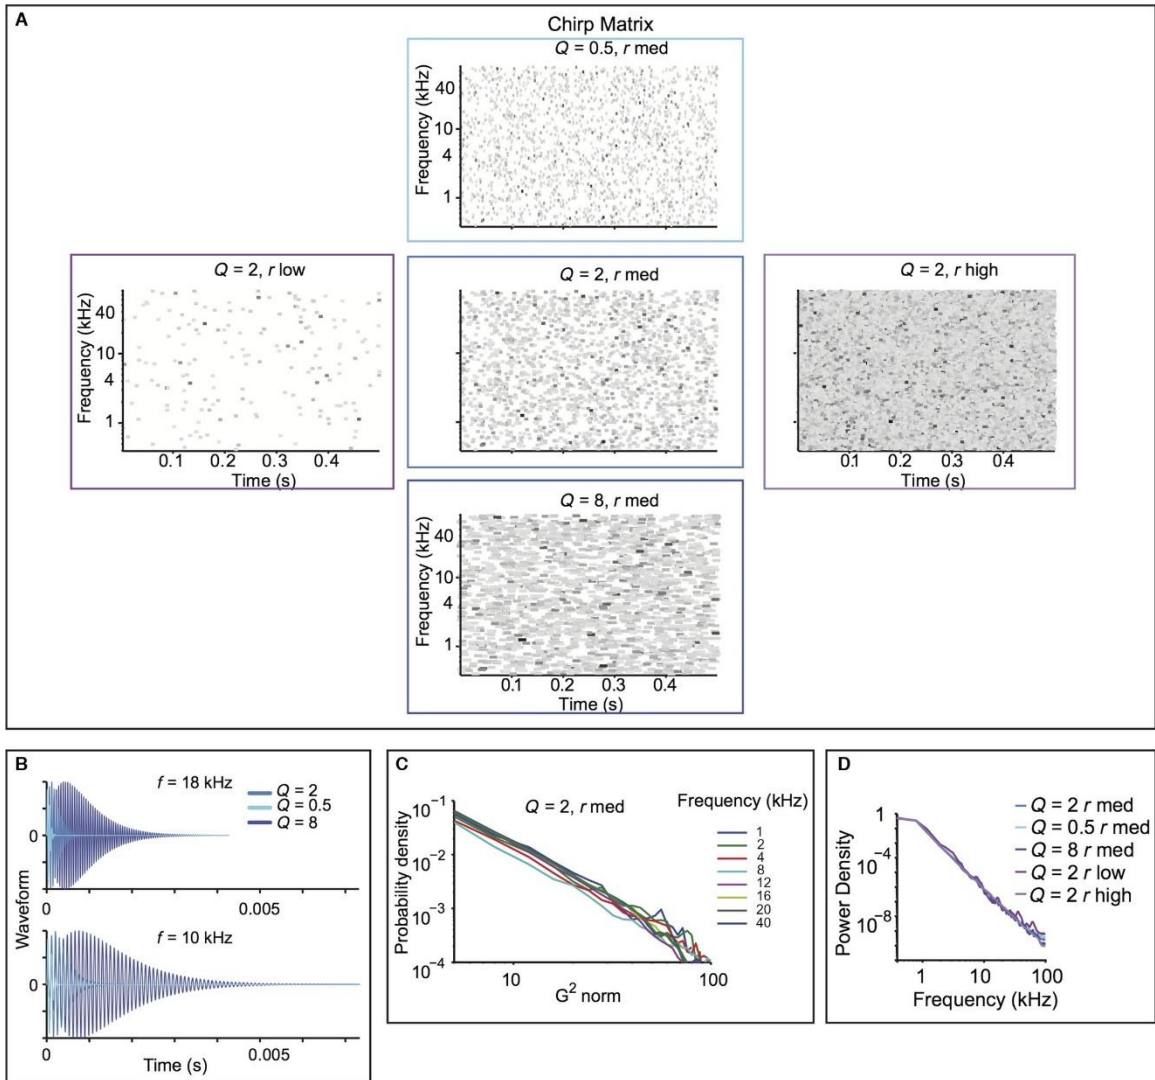 A
Chirp Matrix
Q = 0.5, r med
Frequency (kHz)
40
10
4
1
Q = 2, r low
Frequency (kHz)
40
10
4
1
0.1 0.2 0.3 0.4
Time (s)
Q = 2, r med
Q = 2, r high
0.1 0.2 0.3 0.4
Time (s)
Q = 8, r med
Frequency (kHz)
40
10
4
1
0.1 0.2 0.3 0.4
Time (s)
B
f = 18 kHz
Q = 2
Q = 0.5
Q = 8
Waveform
0
0 0.005
f = 10 kHz
0
0 0.005
Time (s)
C
Q = 2, r med
Frequency (kHz)
1
2
4
8
12
16
20
40
Probability density
10⁻¹
10⁻²
10⁻³
10⁻⁴
10 100
G² norm
D
Q = 2 r med
Q = 0.5 r med
Q = 8 r med
Q = 2 r low
Q = 2 r high
Power Density
1
10⁻⁴
10⁻⁸
1 10 100
Frequency (kHz)